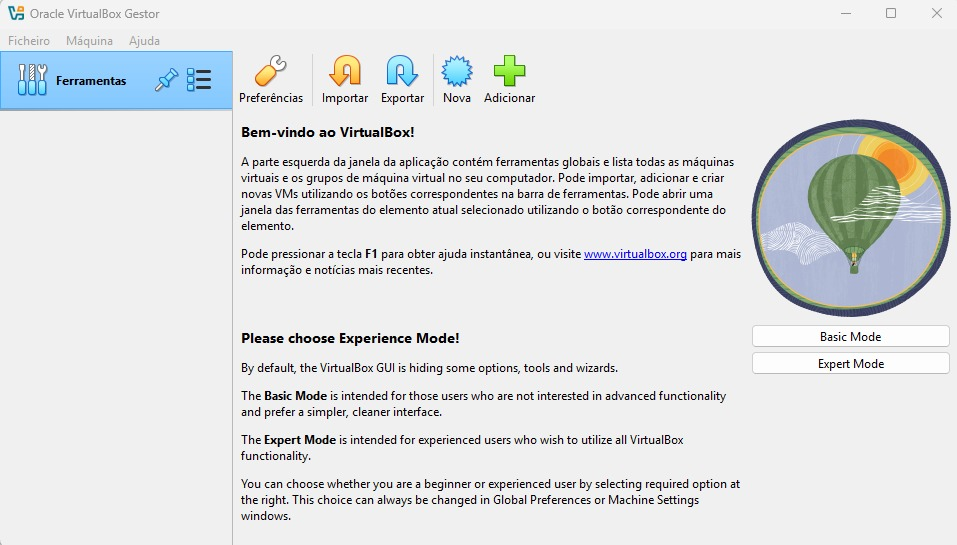 Oracle VirtualBox Gestor
Ficheiro Máquina Ajuda
Ferramentas
Preferências Importar Exportar Nova Adicionar
Bem-vindo ao VirtualBox!
A parte esquerda da janela da aplicação contém ferramentas globais e lista todas as máquinas
virtuais e os grupos de máquina virtual no seu computador. Pode importar, adicionar e criar
novas VMs utilizando os botões correspondentes na barra de ferramentas. Pode abrir uma
janela das ferramentas do elemento atual selecionado utilizando o botão correspondente do
elemento.
Pode pressionar a tecla F1 para obter ajuda instantânea, ou visite www.virtualbox.org para mais
informação e notícias mais recentes.
Please choose Experience Mode!
By default, the VirtualBox GUI is hiding some options, tools and wizards.
The Basic Mode is intended for those users who are not interested in advanced functionality
and prefer a simpler, cleaner interface.
The Expert Mode is intended for experienced users who wish to utilize all VirtualBox
functionality.
You can choose whether you are a beginner or experienced user by selecting required option at
the right. This choice can always be changed in Global Preferences or Machine Settings
windows.
Basic Mode
Expert Mode